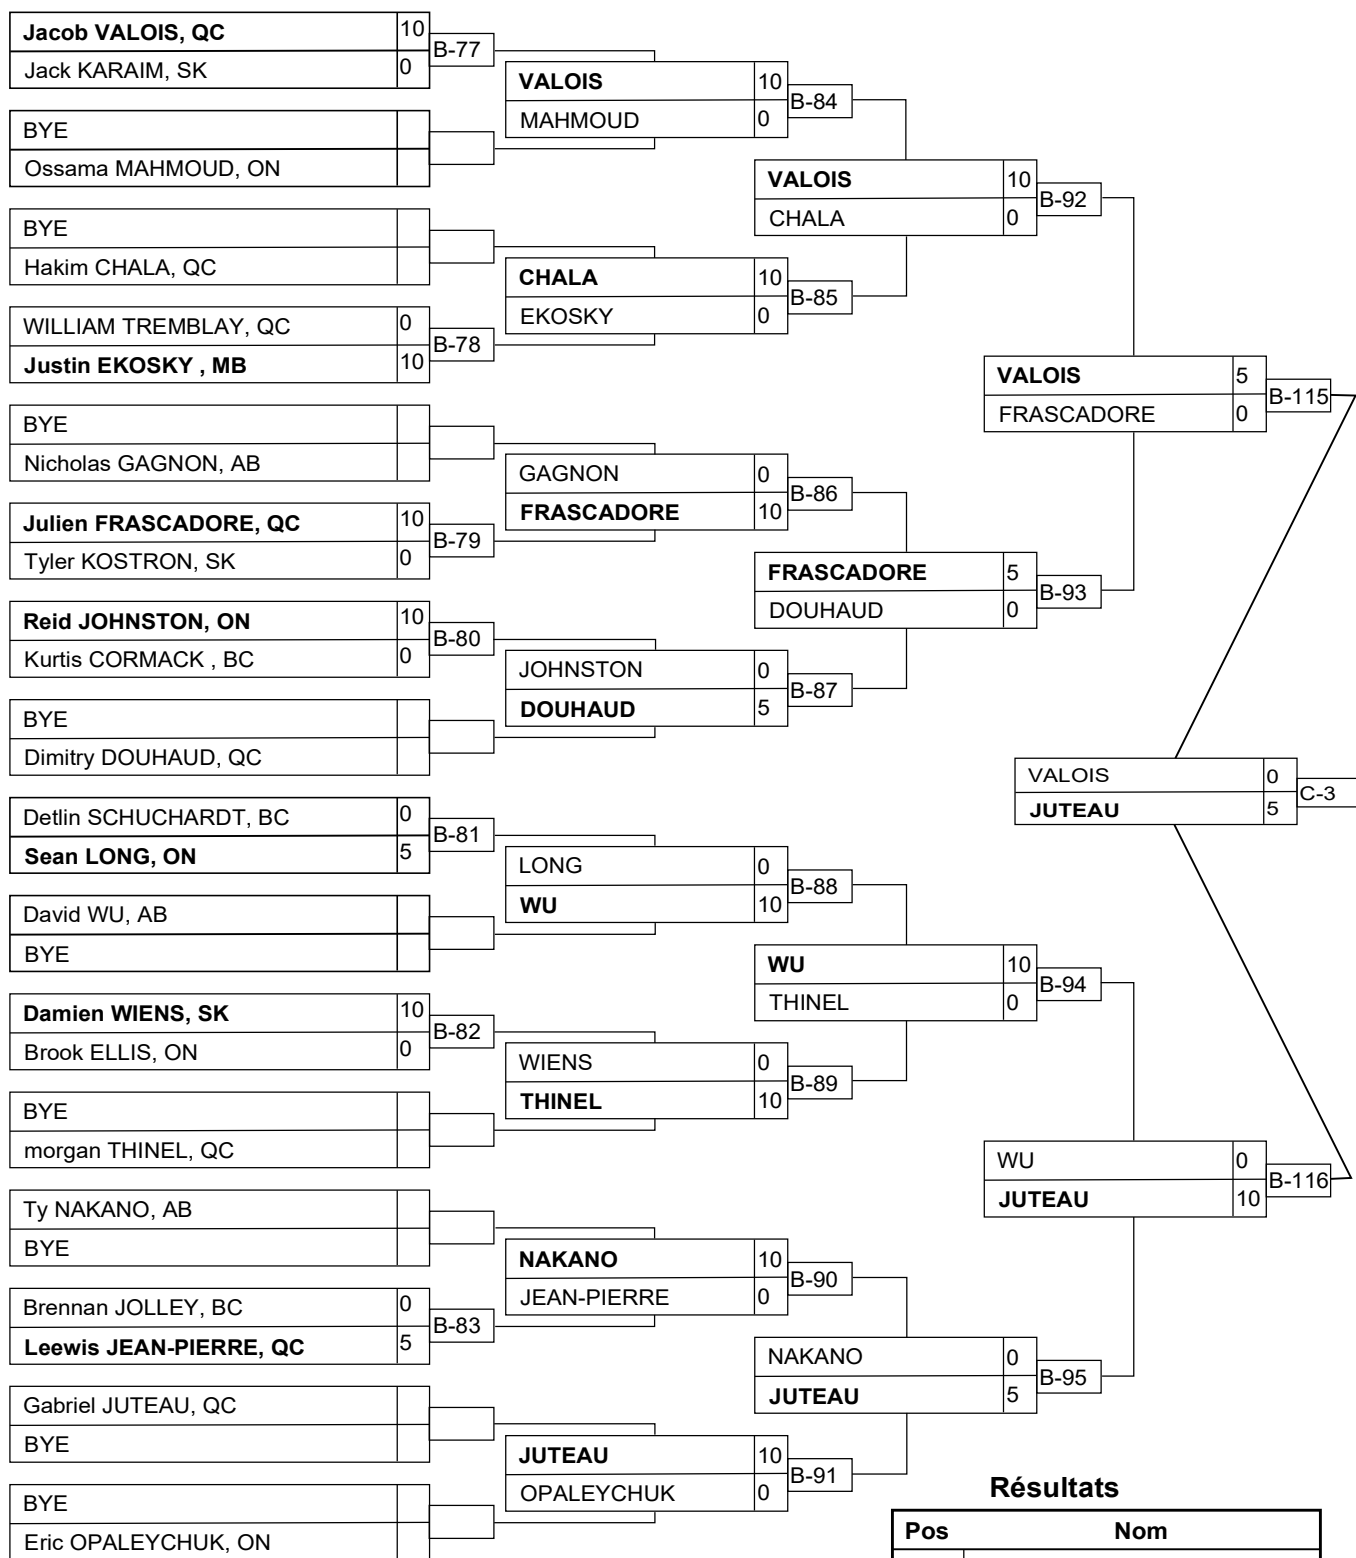 Jacob VALOIS, QC 10
B-77
Jack KARAIM, SK 0
BYE
Ossama MAHMOUD, ON
BYE
Hakim CHALA, QC
WILLIAM TREMBLAY, QC 0
B-78
Justin EKOSKY , MB 10
BYE
Nicholas GAGNON, AB
Julien FRASCADORE, QC 10
B-79
Tyler KOSTRON, SK 0
Reid JOHNSTON, ON 10
B-80
Kurtis CORMACK , BC 0
BYE
Dimitry DOUHAUD, QC
Detlin SCHUCHARDT, BC 0
B-81
Sean LONG, ON 5
David WU, AB
BYE
Damien WIENS, SK 10
B-82
Brook ELLIS, ON 0
BYE
morgan THINEL, QC
Ty NAKANO, AB
BYE
Brennan JOLLEY, BC 0
B-83
Leewis JEAN-PIERRE, QC 5
Gabriel JUTEAU, QC
BYE
BYE
Eric OPALEYCHUK, ON
VALOIS 10
B-84
MAHMOUD 0
CHALA 10
B-85
EKOSKY 0
GAGNON 0
B-86
FRASCADORE 10
JOHNSTON 0
B-87
DOUHAUD 5
LONG 0
B-88
WU 10
WIENS 0
B-89
THINEL 10
NAKANO 10
B-90
JEAN-PIERRE 0
JUTEAU 10
B-91
OPALEYCHUK 0
VALOIS 10
B-92
CHALA 0
FRASCADORE 5
B-93
DOUHAUD 0
WU 10
B-94
THINEL 0
NAKANO 0
B-95
JUTEAU 5
VALOIS 5
B-115
FRASCADORE 0
WU 0
B-116
JUTEAU 10
VALOIS 0
C-3
JUTEAU 5
Résultats
Pos Nom